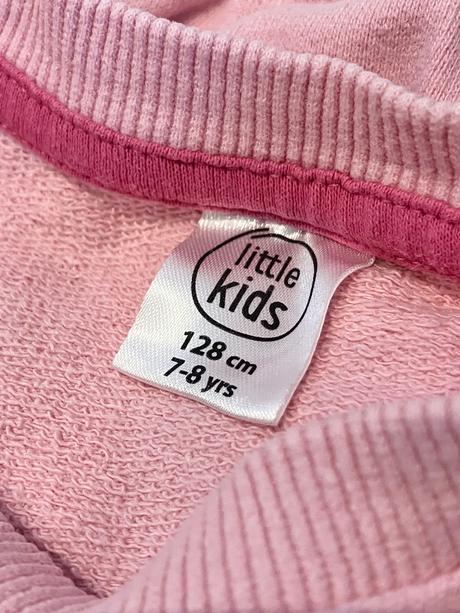 little
kids
128 cm
7-8 yrs